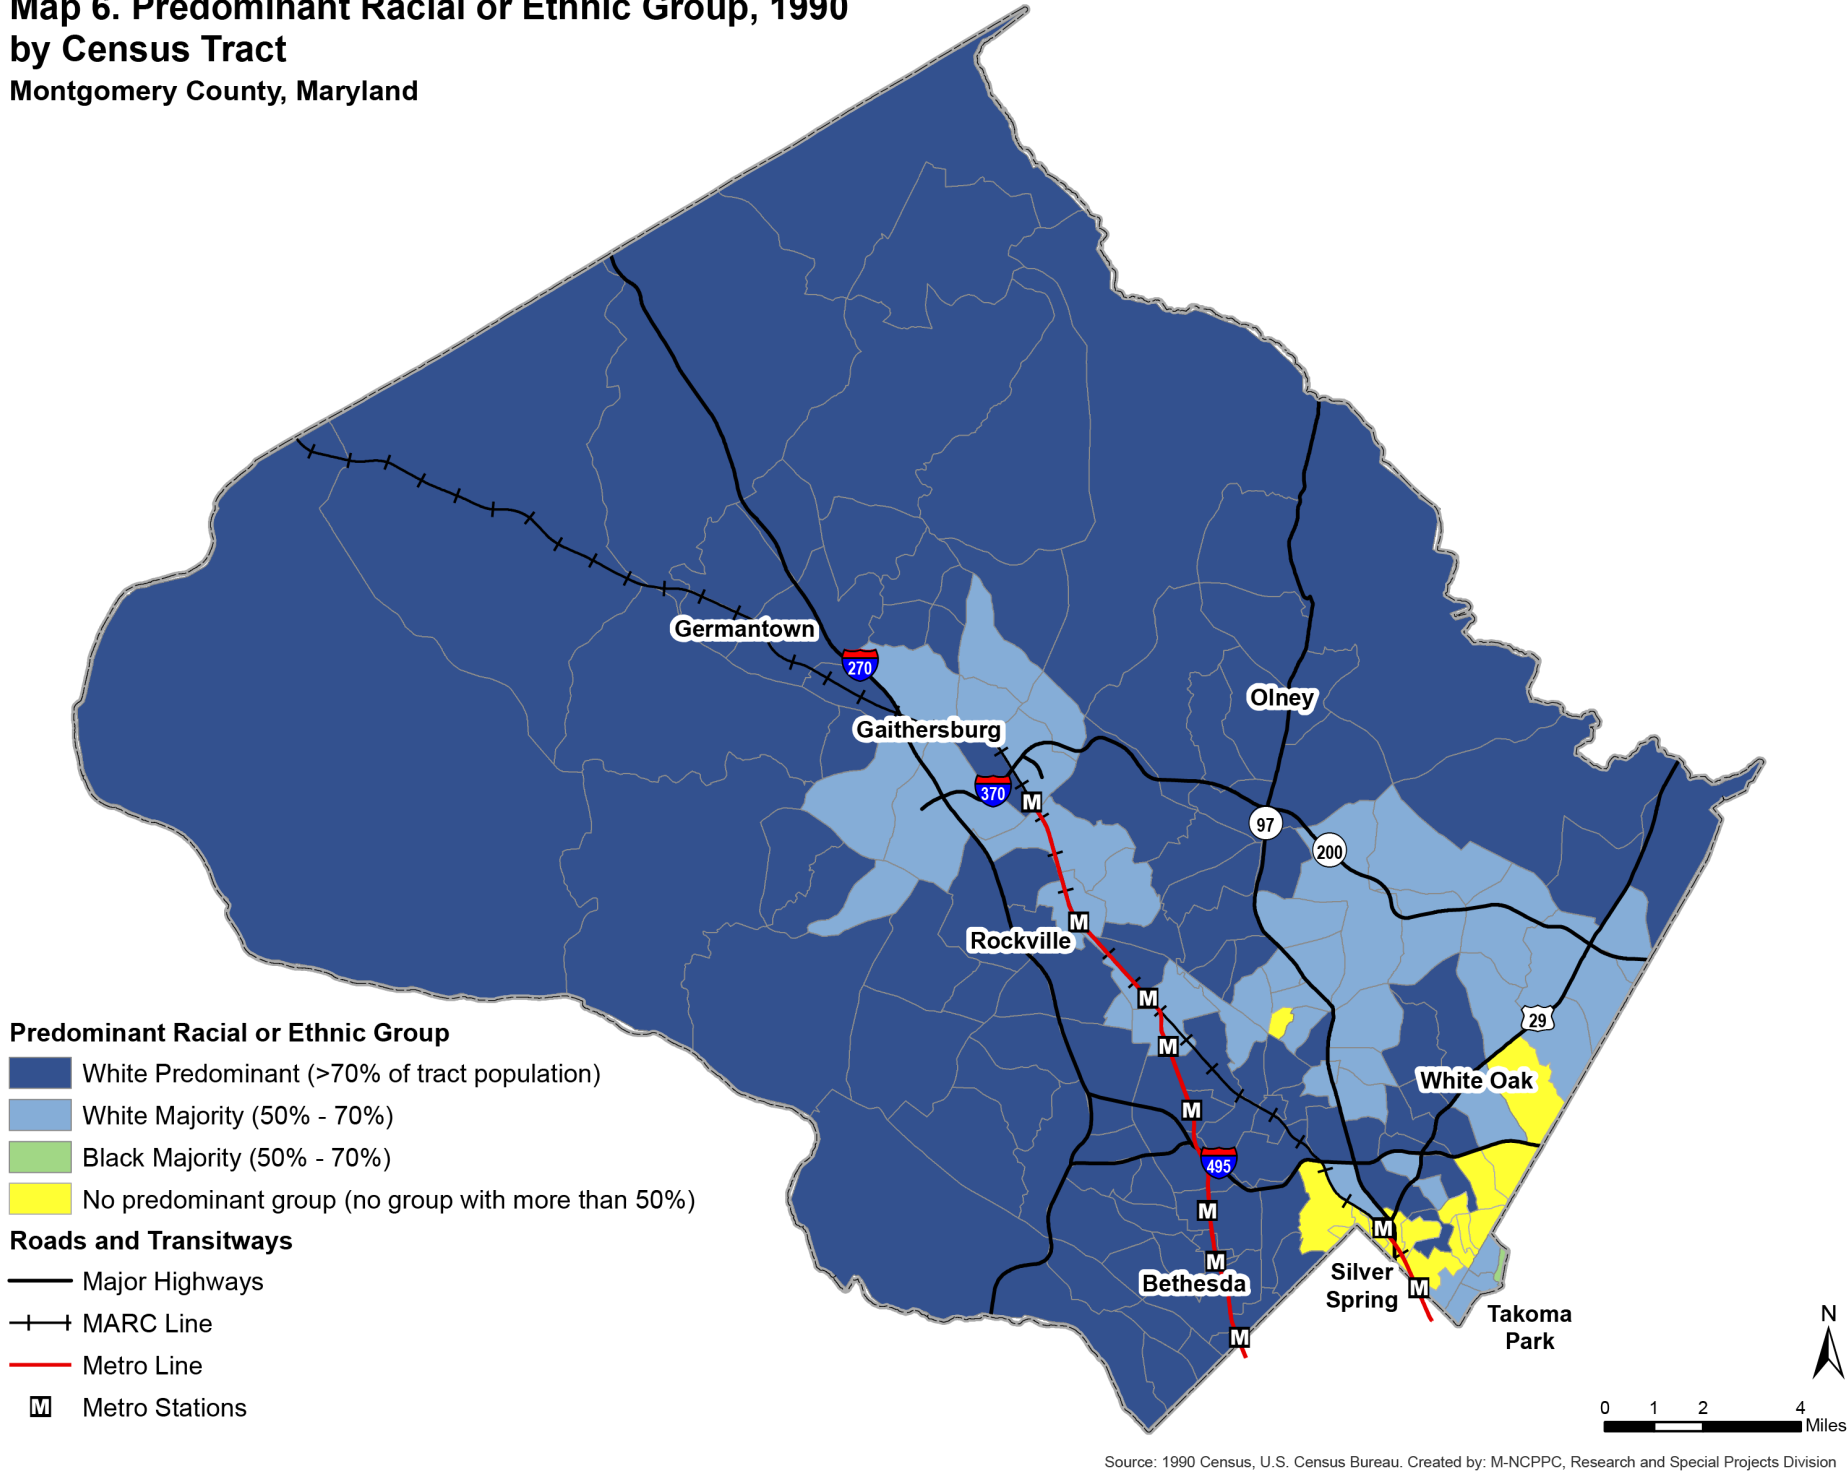 Map 6. Predominant Racial or Ethnic Group, 1990
by Census Tract
Montgomery County, Maryland
Germantown
270
Olney
Gaithersburg
370
M
97
200
M
Rockville
M
29
M
White Oak
M
495
M
M
M
Bethesda
Silver
Spring
M
Takoma
Park
M
Predominant Racial or Ethnic Group
White Predominant (>70% of tract population)
White Majority (50% - 70%)
Black Majority (50% - 70%)
No predominant group (no group with more than 50%)
Roads and Transitways
Major Highways
MARC Line
Metro Line
M Metro Stations
N
0 1 2 4
Miles
Source: 1990 Census, U.S. Census Bureau. Created by: M-NCPPC, Research and Special Projects Division